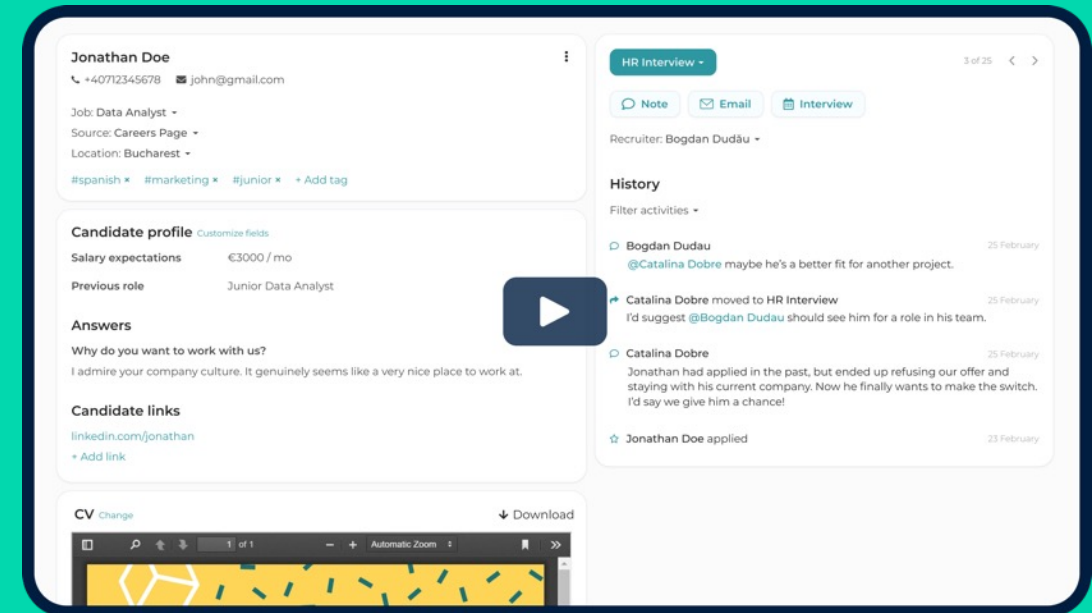 Jonathan Doe
+40712345678 john@gmail.com
Job: Data Analyst
Source: Careers Page
Location: Bucharest
#spanish × #marketing × #junior × + Add tag
Candidate profile Customize fields
Salary expectations €3000 / mo
Previous role Junior Data Analyst
Answers
Why do you want to work with us?
I admire your company culture. It genuinely seems like a very nice place to work at.
Candidate links
linkedin.com/jonathan
+ Add link
CV Change Download
1 of 1 − + Automatic Zoom
HR Interview 3 of 25
Note Email Interview
Recruiter: Bogdan Dudău
History
Filter activities
Bogdan Dudau 25 February
@Catalina Dobre maybe he's a better fit for another project.
Catalina Dobre moved to HR Interview 25 February
I'd suggest @Bogdan Dudau should see him for a role in his team.
Catalina Dobre 25 February
Jonathan had applied in the past, but ended up refusing our offer and
staying with his current company. Now he finally wants to make the switch.
I'd say we give him a chance!
Jonathan Doe applied 23 February